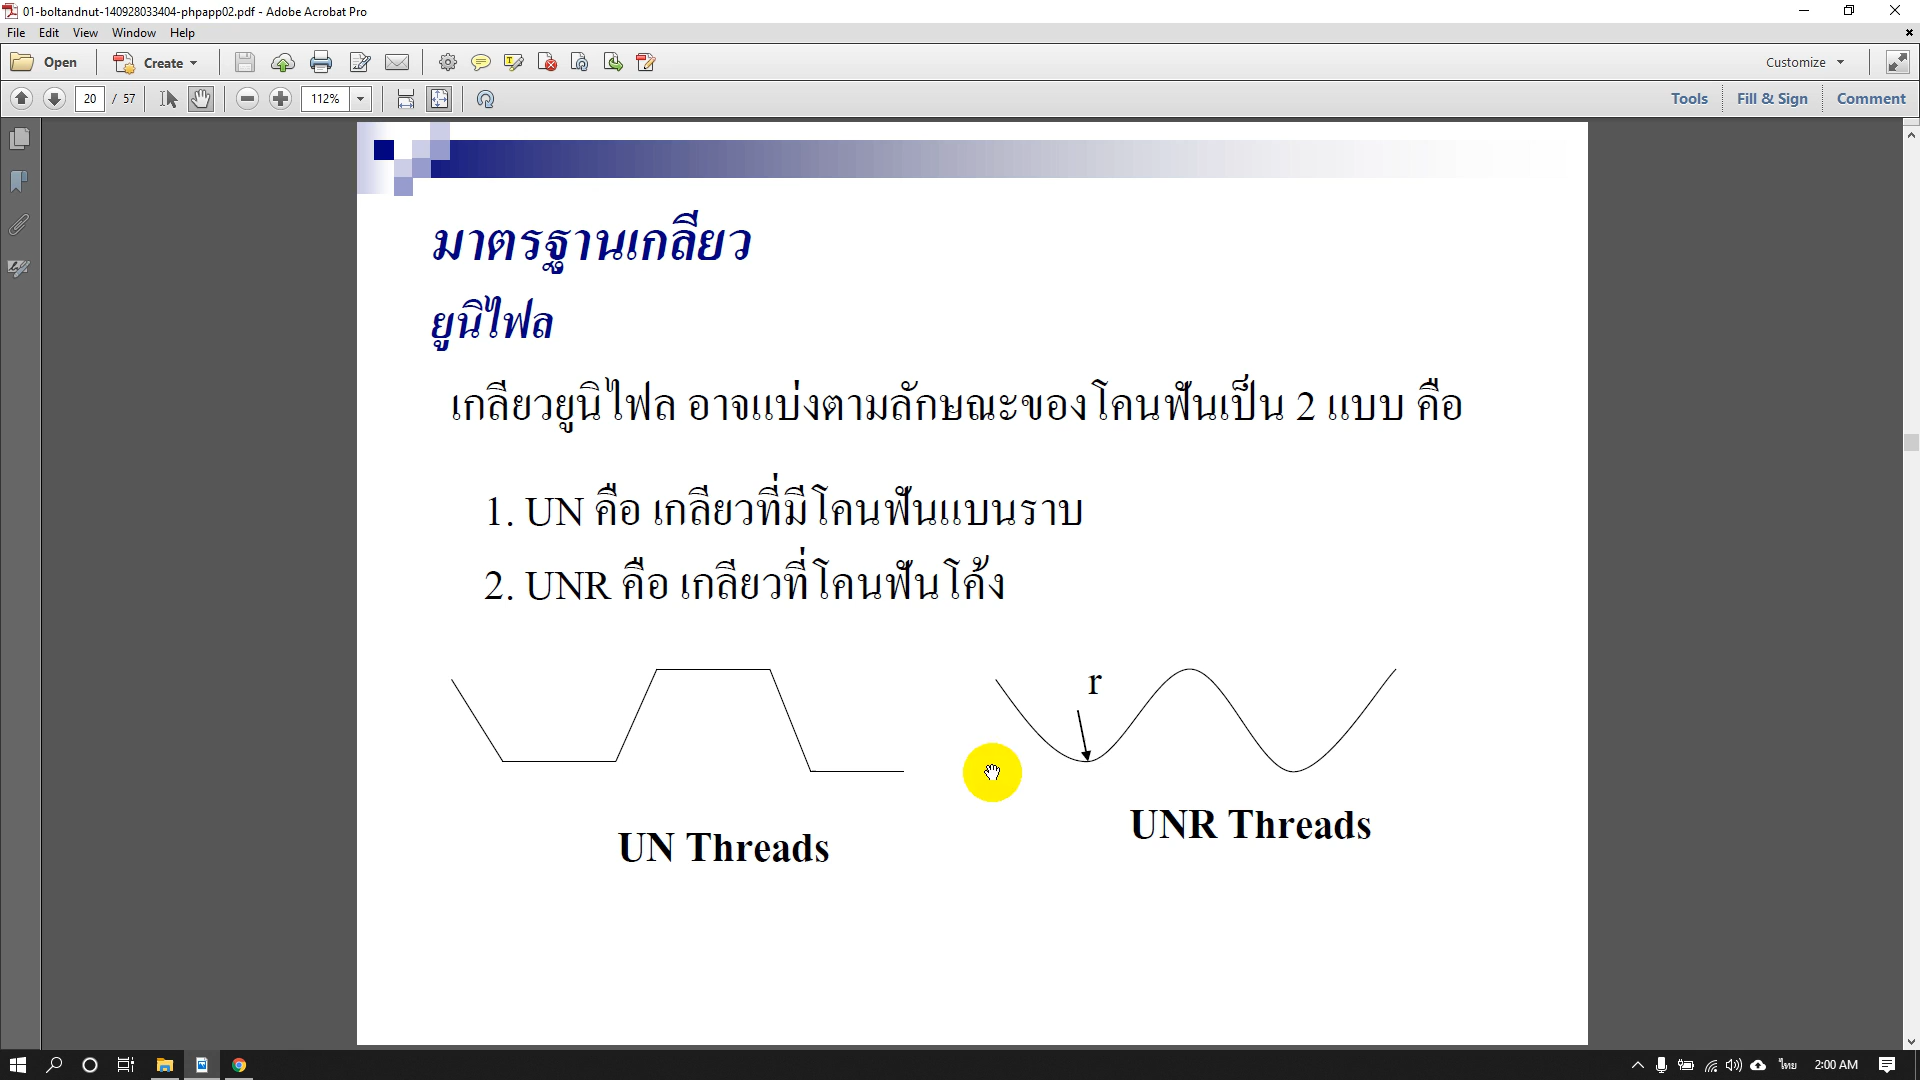 01-boltandnut-140928033404-phpapp02.pdf - Adobe Acrobat Pro
File Edit View Window Help
Open Create Customize
20 / 57 112% Tools Fill & Sign Comment
มาตรฐานเกลียว
ยูนิไฟล
เกลียวยูนิไฟล อาจแบ่งตามลักษณะของโคนฟันเป็น 2 แบบ คือ
1. UN คือ เกลียวที่มีโคนฟันแบนราบ
2. UNR คือ เกลียวที่โคนฟันโค้ง
r
UNR Threads
UN Threads
ไทย 2:00 AM